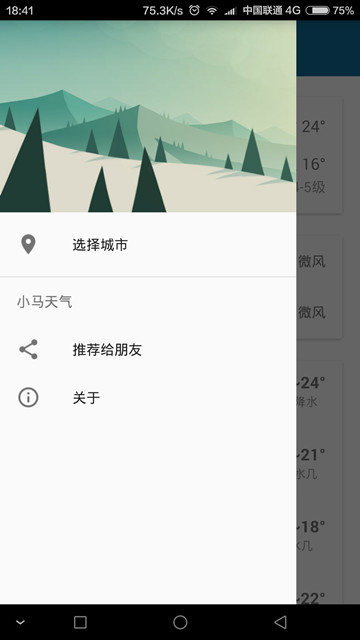 18:41 75.3K/s 中国联通 4G 75%
24°
16°
4-5级
选择城市
微风
小马天气
微风
推荐给朋友
~24°
关于
降水
~21°
水几
~18°
水几
~22°